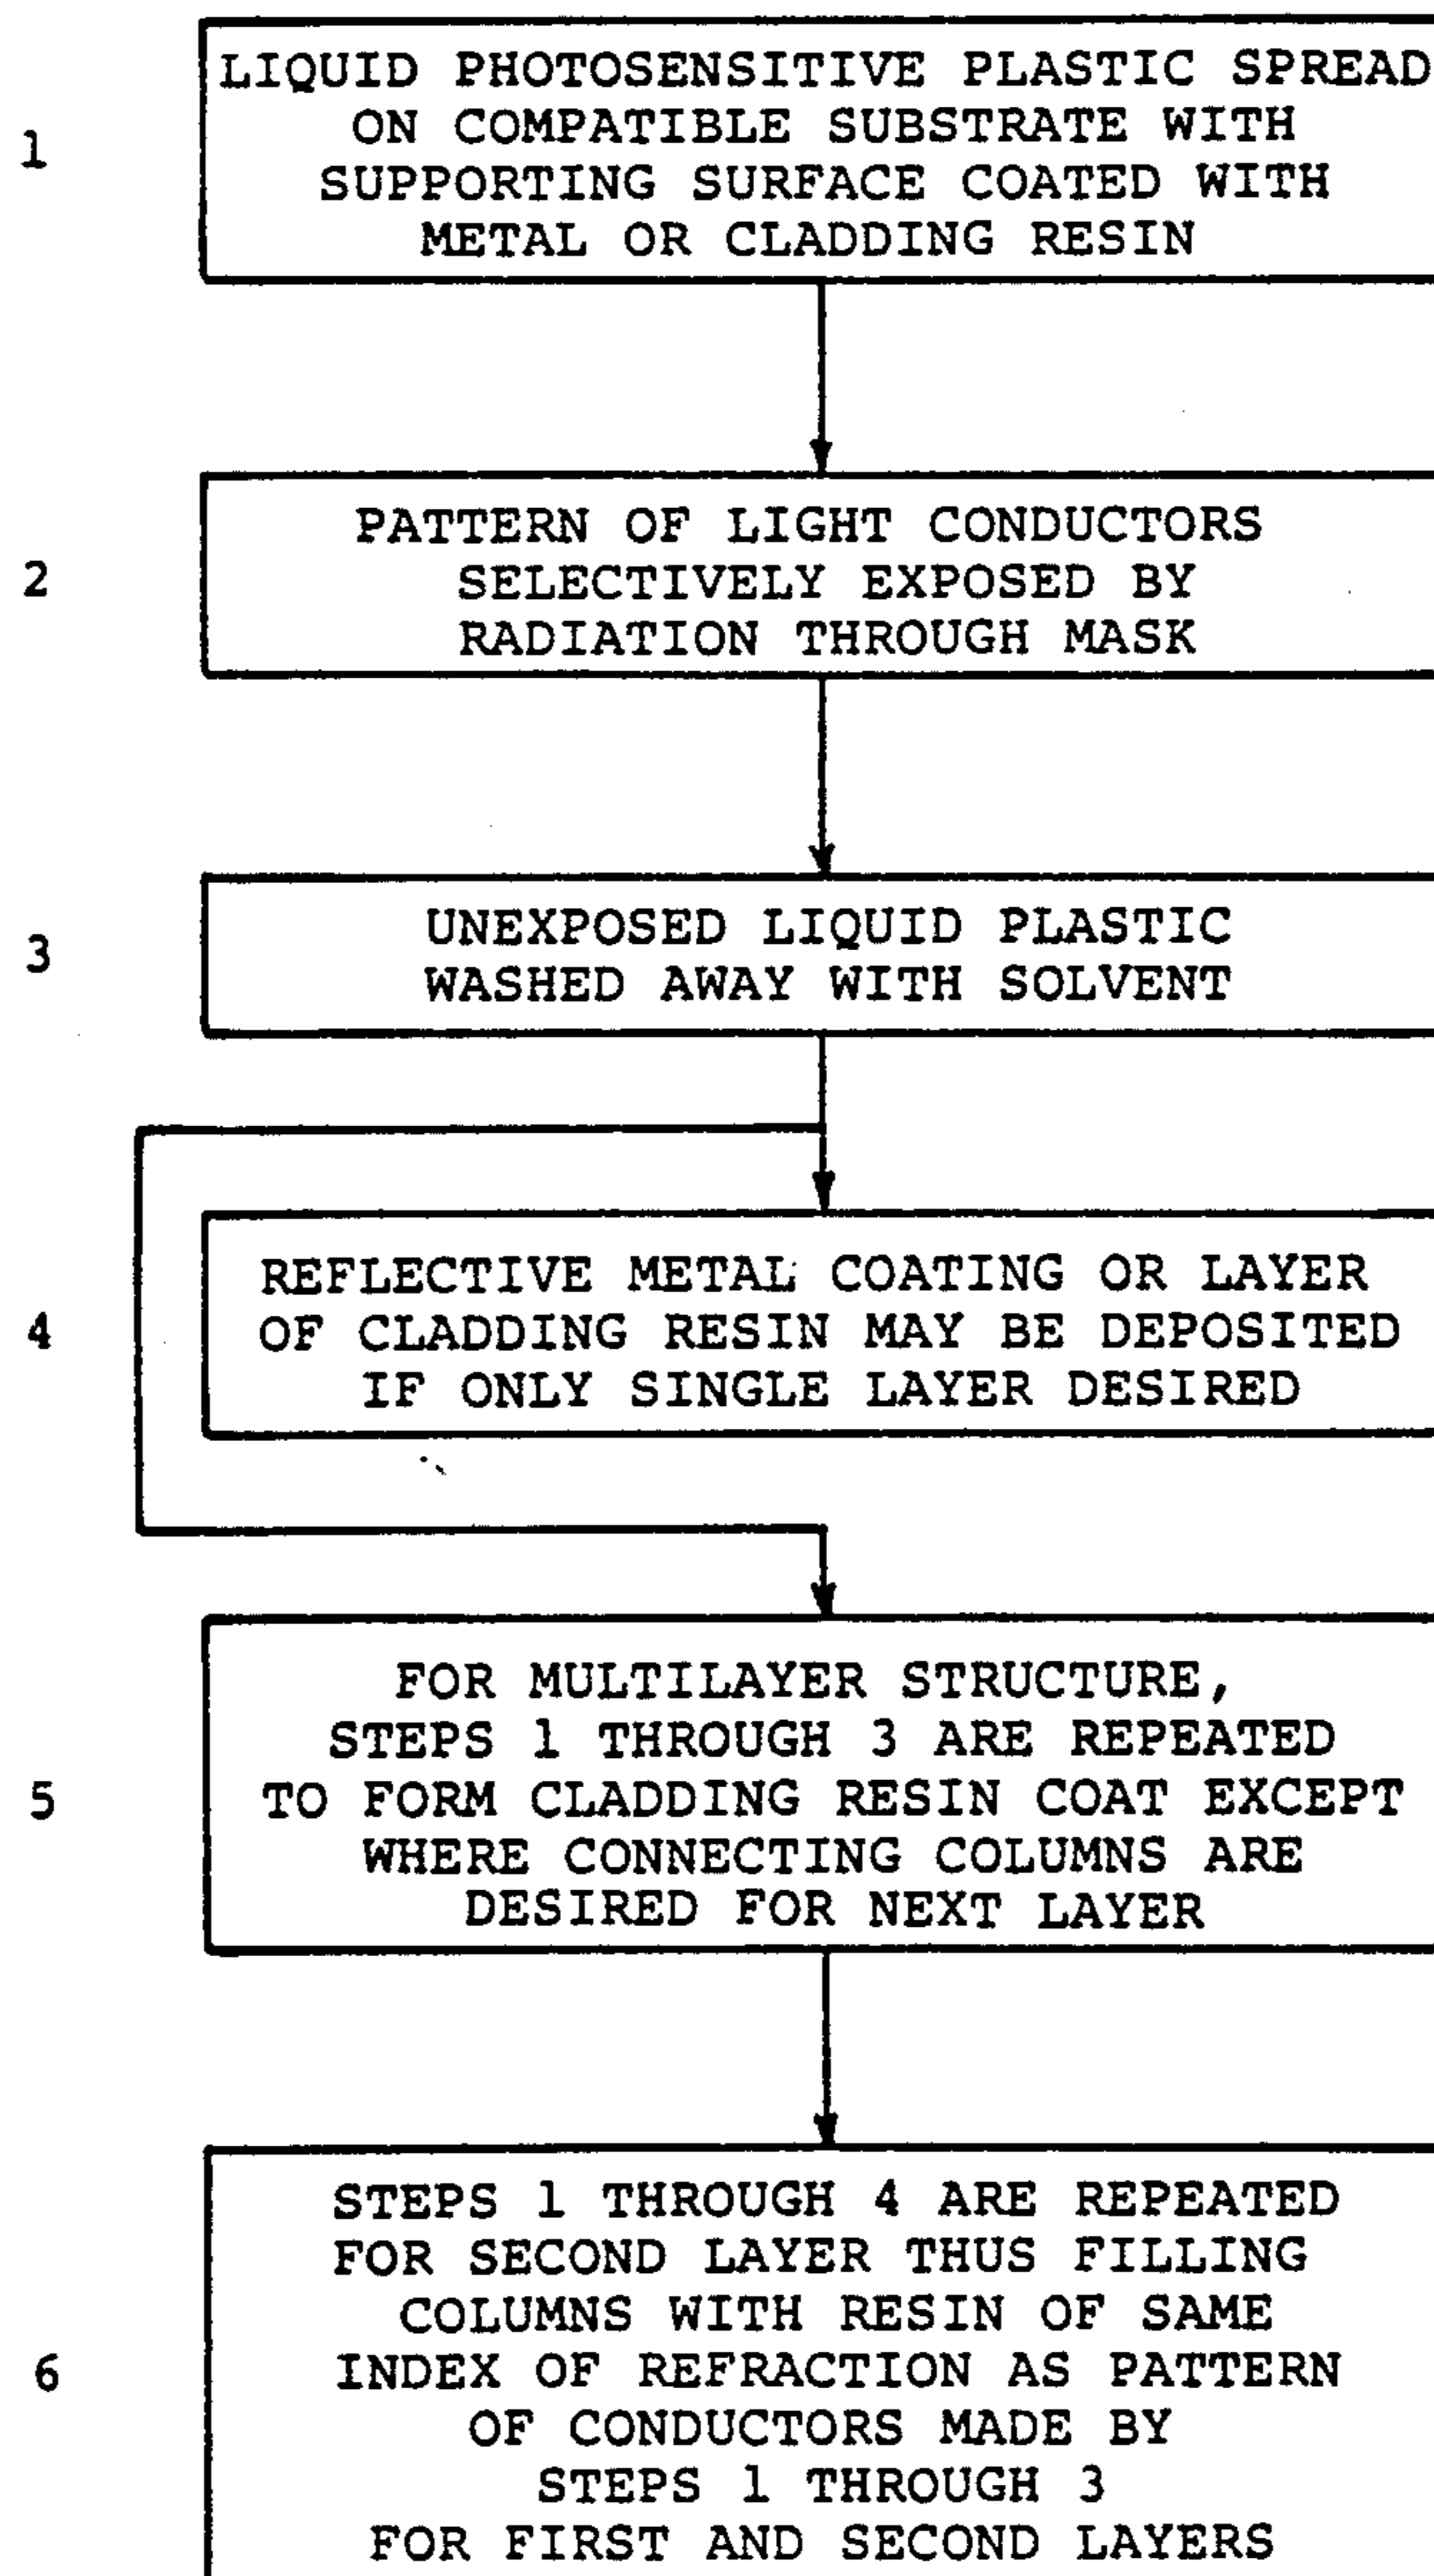 1
LIQUID PHOTOSENSITIVE PLASTIC SPREAD
ON COMPATIBLE SUBSTRATE WITH
SUPPORTING SURFACE COATED WITH
METAL OR CLADDING RESIN
2
PATTERN OF LIGHT CONDUCTORS
SELECTIVELY EXPOSED BY
RADIATION THROUGH MASK
3
UNEXPOSED LIQUID PLASTIC
WASHED AWAY WITH SOLVENT
4
REFLECTIVE METAL COATING OR LAYER
OF CLADDING RESIN MAY BE DEPOSITED
IF ONLY SINGLE LAYER DESIRED
5
FOR MULTILAYER STRUCTURE,
STEPS 1 THROUGH 3 ARE REPEATED
TO FORM CLADDING RESIN COAT EXCEPT
WHERE CONNECTING COLUMNS ARE
DESIRED FOR NEXT LAYER
6
STEPS 1 THROUGH 4 ARE REPEATED
FOR SECOND LAYER THUS FILLING
COLUMNS WITH RESIN OF SAME
INDEX OF REFRACTION AS PATTERN
OF CONDUCTORS MADE BY
STEPS 1 THROUGH 3
FOR FIRST AND SECOND LAYERS